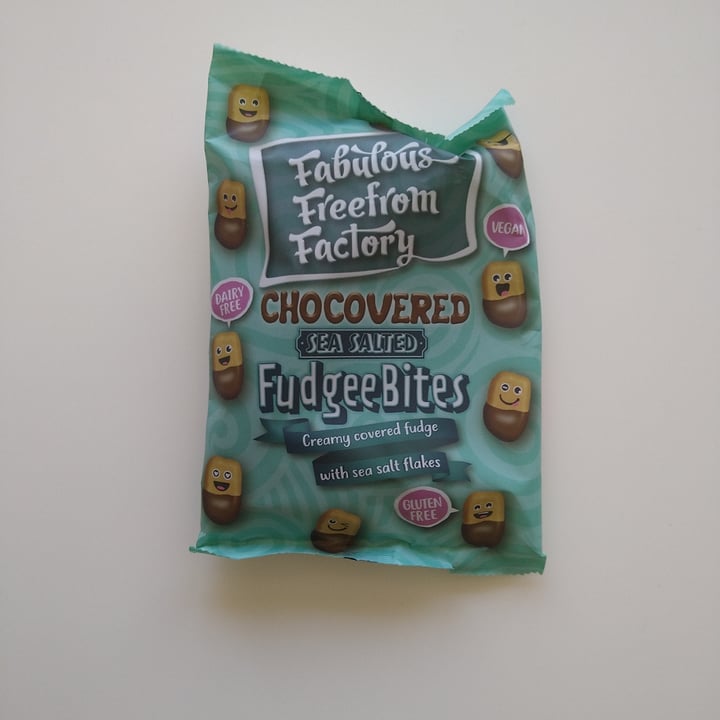 Fabulous
Freefrom
Factory
VEGAN
DAIRY
FREE
CHOCOVERED
SEA SALTED
FudgeeBites
Creamy covered fudge
with sea salt flakes
GLUTEN
FREE